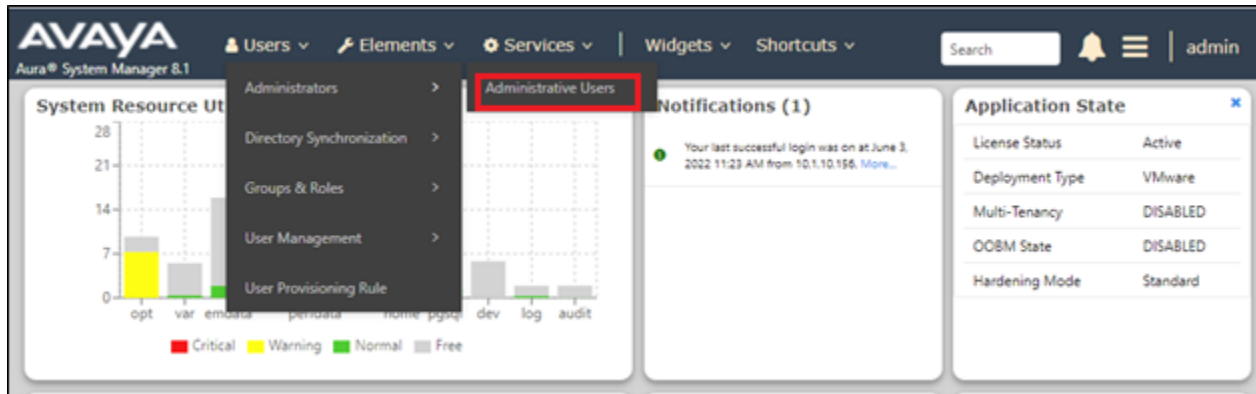 AVAYA
Aura® System Manager 8.1
Users
Elements
Services
Widgets
Shortcuts
Search
admin
Administrators
Directory Synchronization
Groups & Roles
User Management
User Provisioning Rule
Administrative Users
System Resource Ut
28
21
14
7
0
opt
var
emdata
perfdata
home
pgsql
dev
log
audit
Critical
Warning
Normal
Free
Notifications (1)
Your last successful login was on at June 3,
2022 11:23 AM from 10.1.10.156. More...
Application State
License Status Active
Deployment Type VMware
Multi-Tenancy DISABLED
OOBM State DISABLED
Hardening Mode Standard